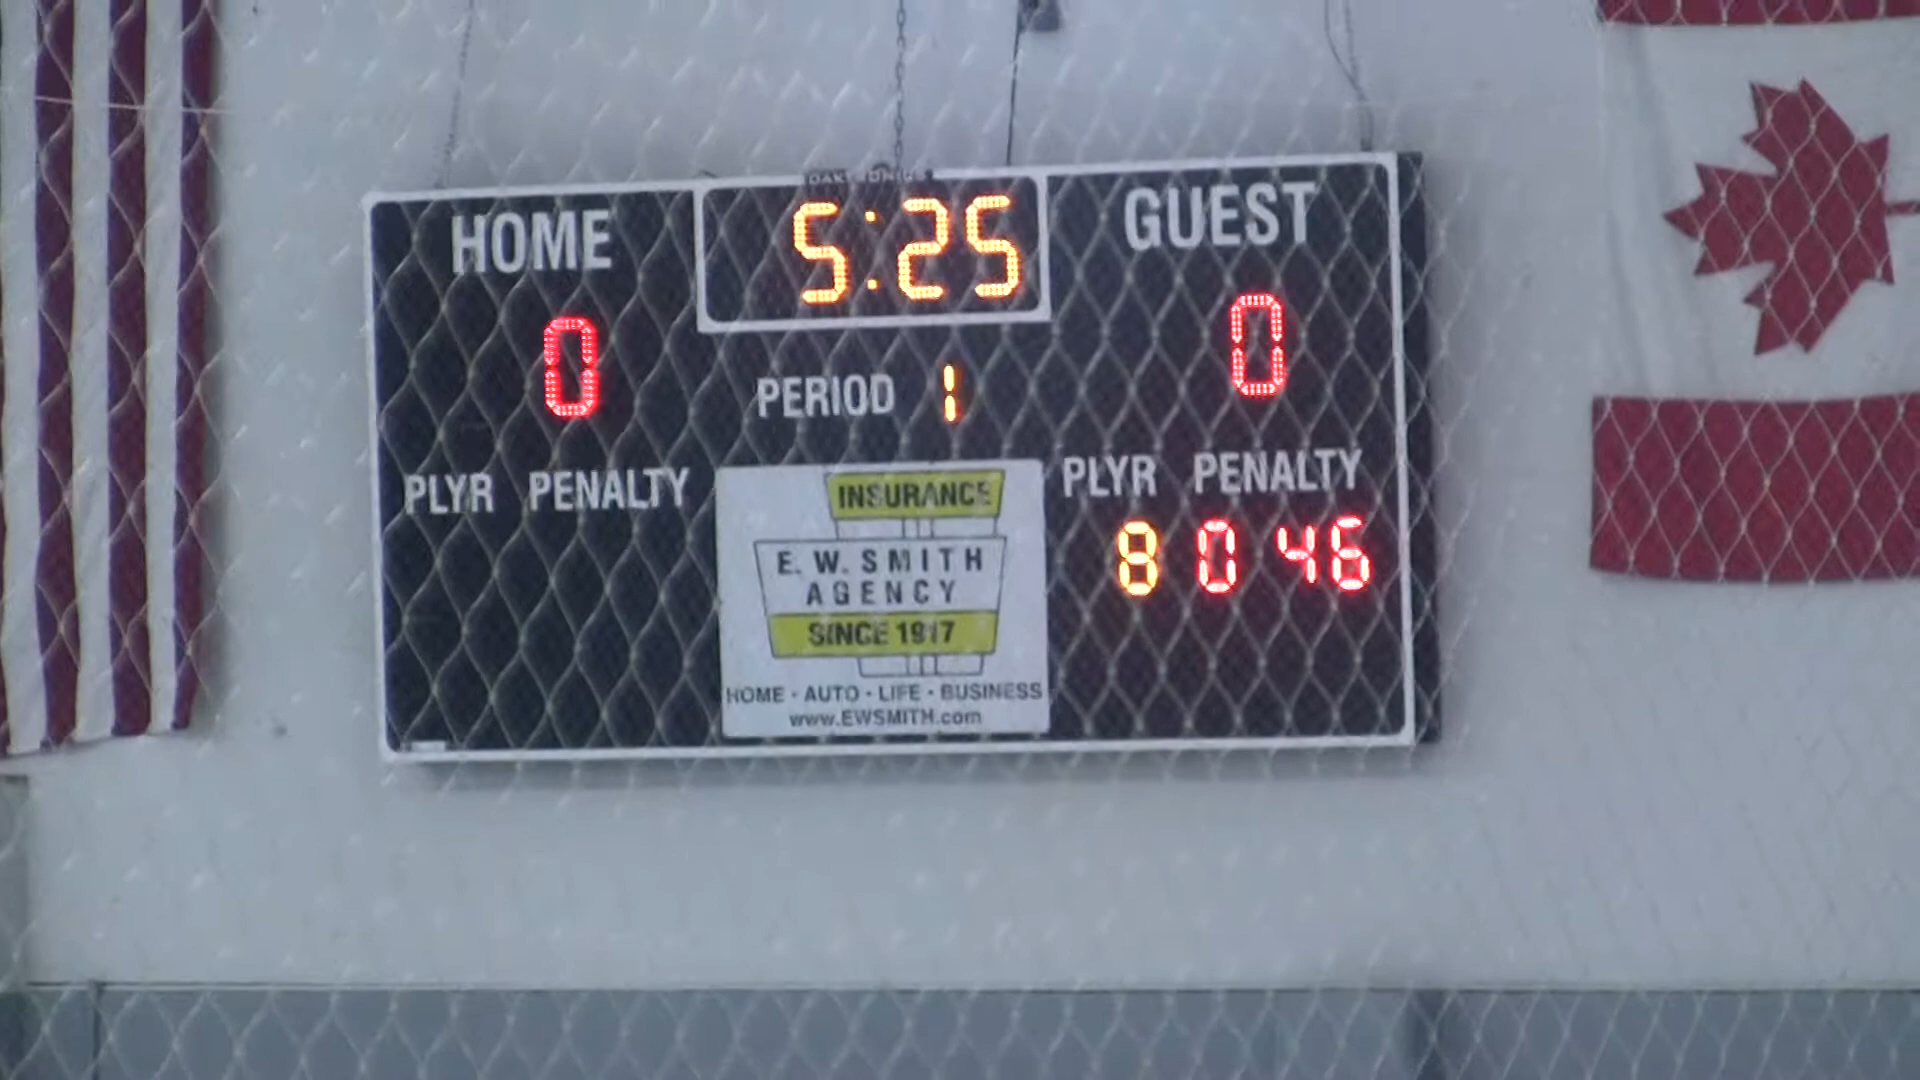 DAKTRONICS
HOME 5:25 GUEST
0 PERIOD 1 0
PLYR PENALTY PLYR PENALTY
8 0 46
INSURANCE
E. W. SMITH
AGENCY
SINCE 1917
HOME · AUTO · LIFE · BUSINESS
www.EWSMITH.com